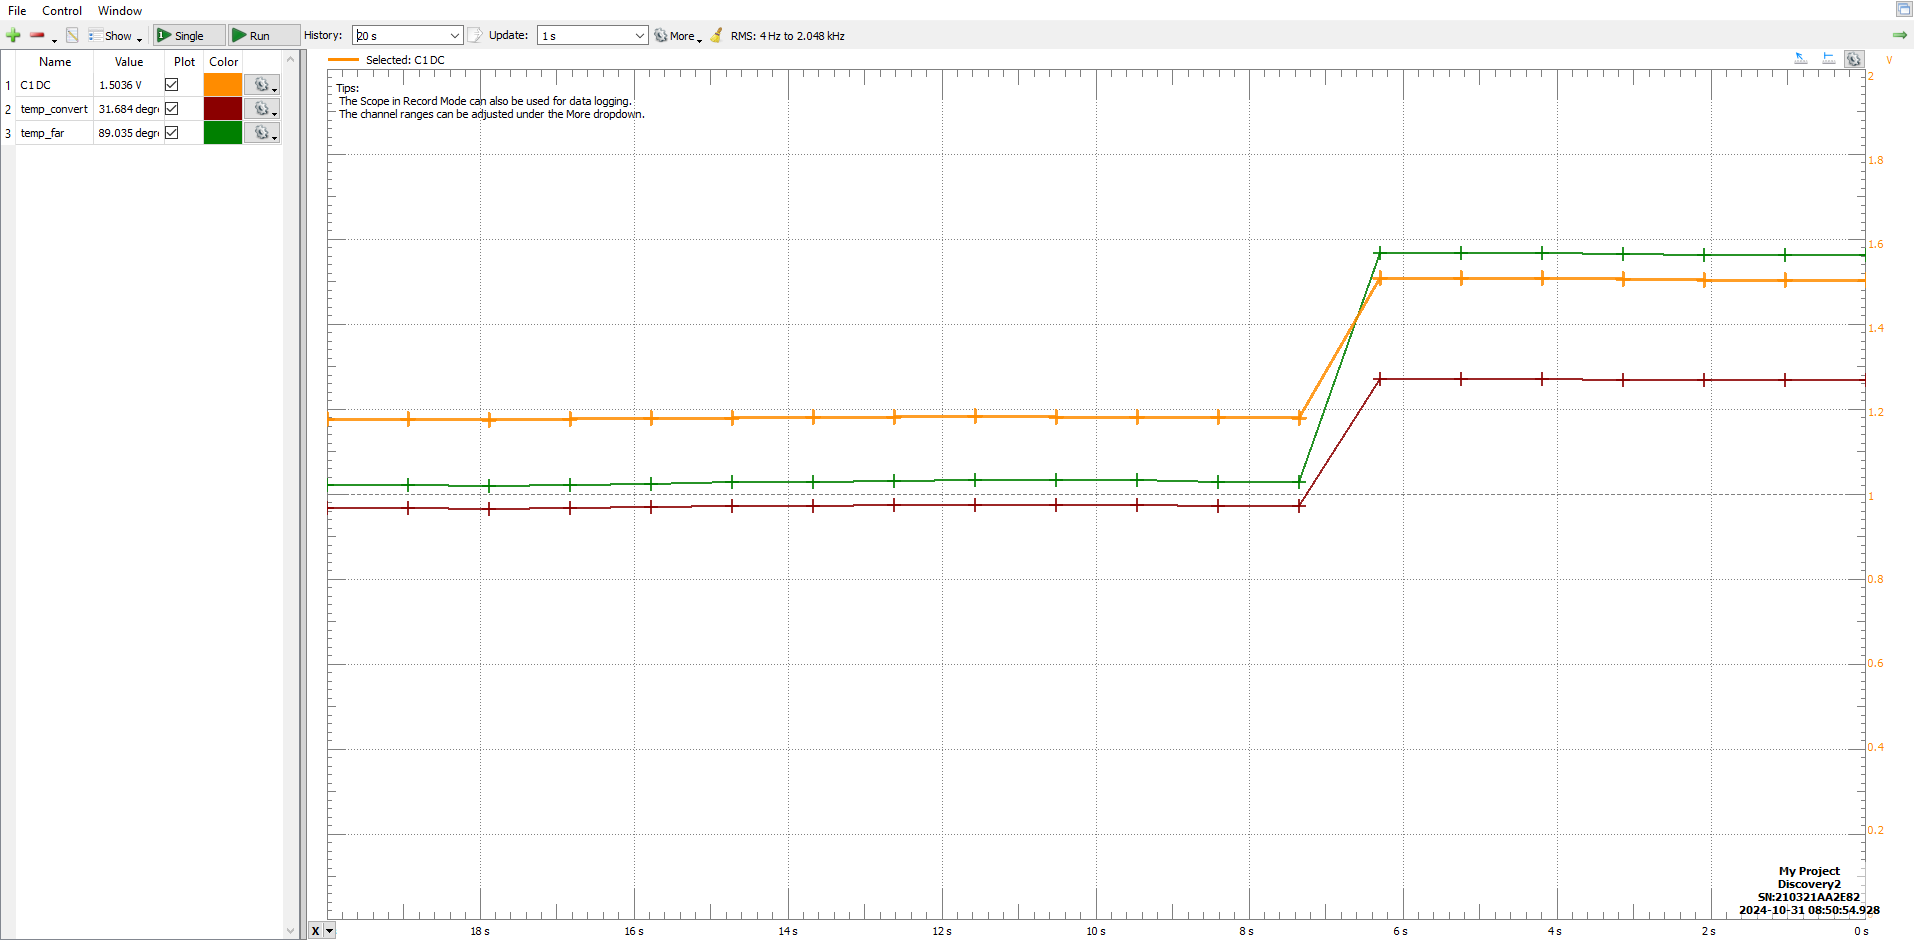 File Control Window
Show Single Run History: 20 s Update: 1 s More RMS: 4 Hz to 2.048 kHz
Name Value Plot Color
1 C1 DC 1.5036 V
2 temp_convert 31.684 degr
3 temp_far 89.035 degr
Selected: C1 DC
V
Tips:
The Scope in Record Mode can also be used for data logging.
The channel ranges can be adjusted under the More dropdown.
2
1.8
1.6
1.4
1.2
1
0.8
0.6
0.4
0.2
My Project
Discovery2
SN:210321AA2E82
2024-10-31 08:50:54.928
X 18 s 16 s 14 s 12 s 10 s 8 s 6 s 4 s 2 s 0 s